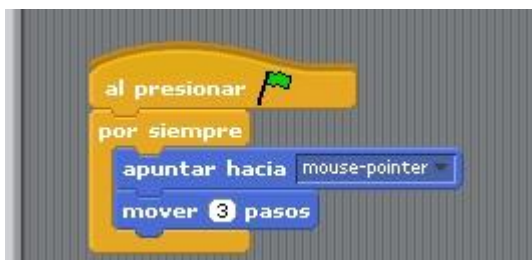 al presionar
por siempre
apuntar hacia mouse-pointer
mover 3 pasos